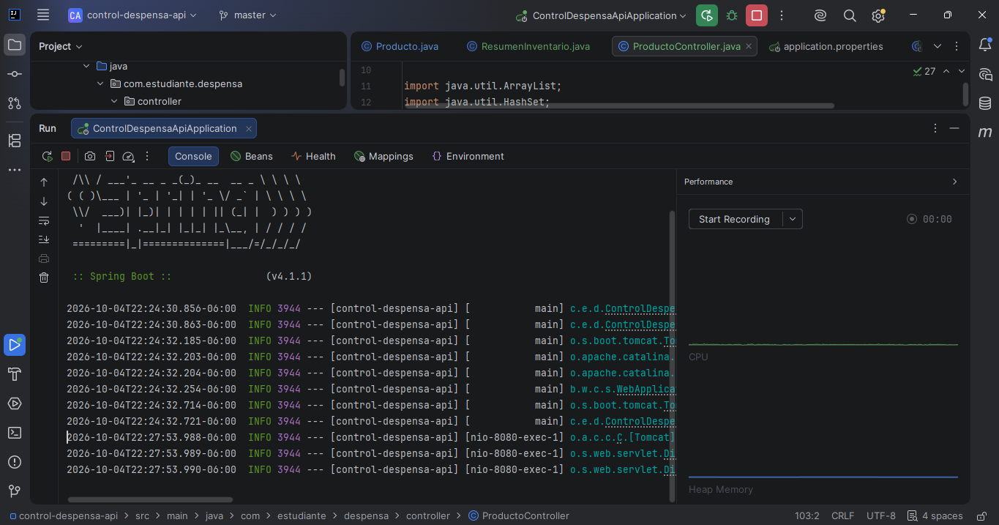 CA control-despensa-api master ControlDespensaApiApplication
Project
Producto.java ResumenInventario.java ProductoController.java application.properties
java
com.estudiante.despensa
controller
10
11 import java.util.ArrayList;
12 import java.util.HashSet;
27
Run ControlDespensaApiApplication
Console Beans Health Mappings Environment
 /\\ / ___'_ __ _ _(_)_ __  __ _ \ \ \ \
( ( )\___ | '_ | '_| | '_ \/ _` | \ \ \ \
 \\/  ___)| |_)| | | | | || (_| |  ) ) ) )
  '  |____| .__|_| |_|_| |_\__, | / / / /
 =========|_|==============|___/=/_/_/_/
:: Spring Boot :: (v4.1.1)
2026-10-04T22:24:30.856-06:00  INFO 3944 --- [control-despensa-api] [           main] c.e.d.ControlDespe
2026-10-04T22:24:30.863-06:00  INFO 3944 --- [control-despensa-api] [           main] c.e.d.ControlDespe
2026-10-04T22:24:32.185-06:00  INFO 3944 --- [control-despensa-api] [           main] o.s.boot.tomcat.To
2026-10-04T22:24:32.203-06:00  INFO 3944 --- [control-despensa-api] [           main] o.apache.catalina.
2026-10-04T22:24:32.204-06:00  INFO 3944 --- [control-despensa-api] [           main] o.apache.catalina.
2026-10-04T22:24:32.254-06:00  INFO 3944 --- [control-despensa-api] [           main] b.w.c.s.WebApplica
2026-10-04T22:24:32.714-06:00  INFO 3944 --- [control-despensa-api] [           main] o.s.boot.tomcat.To
2026-10-04T22:24:32.721-06:00  INFO 3944 --- [control-despensa-api] [           main] c.e.d.ControlDespe
2026-10-04T22:27:53.988-06:00  INFO 3944 --- [control-despensa-api] [nio-8080-exec-1] o.a.c.c.C.[Tomcat]
2026-10-04T22:27:53.989-06:00  INFO 3944 --- [control-despensa-api] [nio-8080-exec-1] o.s.web.servlet.Di
2026-10-04T22:27:53.990-06:00  INFO 3944 --- [control-despensa-api] [nio-8080-exec-1] o.s.web.servlet.Di
Performance
Start Recording 00:00
CPU
Heap Memory
control-despensa-api > src > main > java > com > estudiante > despensa > controller > ProductoController 103:2 CRLF UTF-8 4 spaces